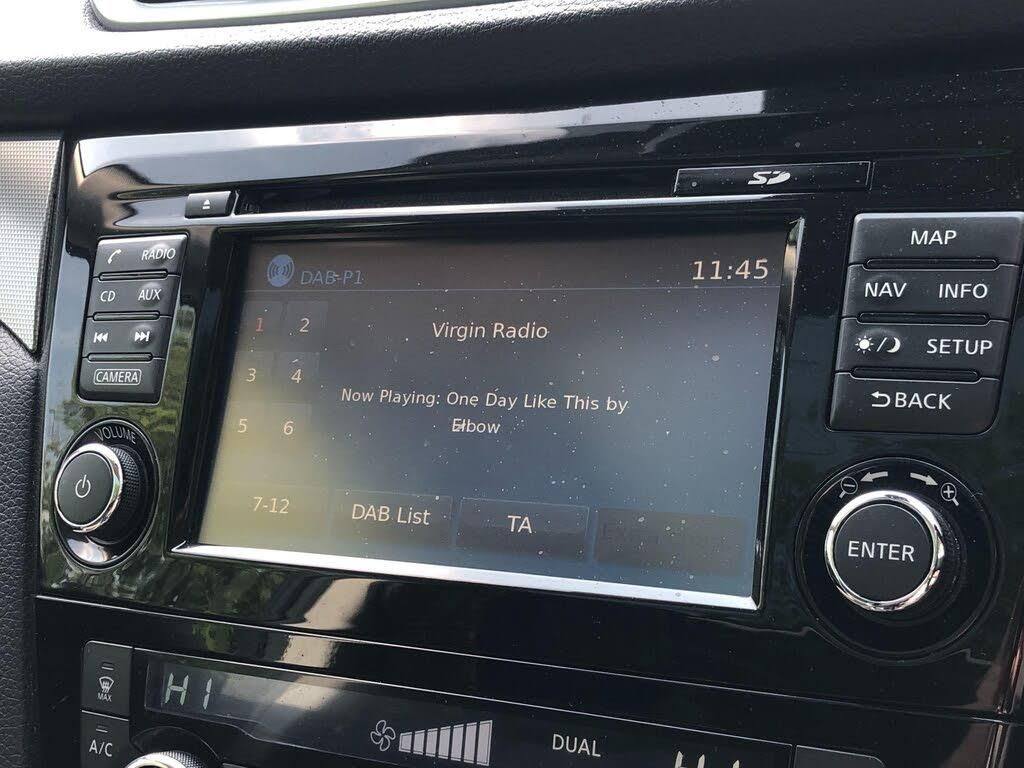 SD
RADIO
CD AUX
CAMERA
VOLUME
DAB-P1
11:45
1 2
3 4
5 6
7-12
Virgin Radio
Now Playing: One Day Like This by
Elbow
DAB List
TA
MAP
NAV INFO
SETUP
BACK
ENTER
MAX
A/C
HI
DUAL